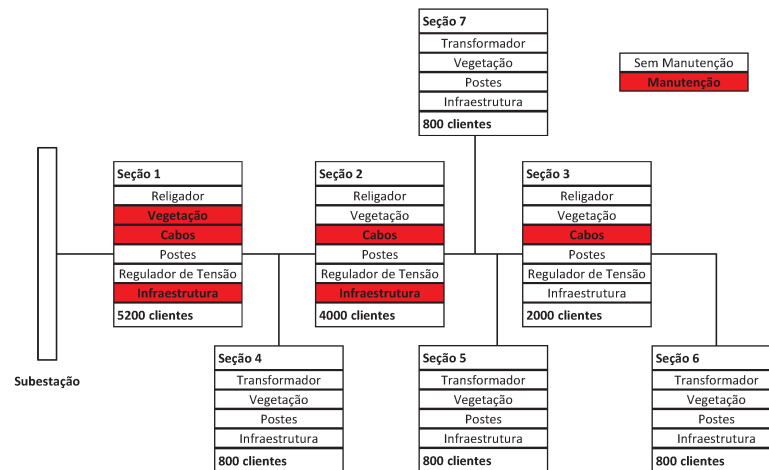 Seção 7
Transformador
Vegetação
Postes
Infraestrutura
800 clientes
Sem Manutenção
Manutenção
Seção 1
Religador
Vegetação
Cabos
Postes
Regulador de Tensão
Infraestrutura
5200 clientes
Seção 2
Religador
Vegetação
Cabos
Postes
Regulador de Tensão
Infraestrutura
4000 clientes
Seção 3
Religador
Vegetação
Cabos
Postes
Regulador de Tensão
Infraestrutura
2000 clientes
Subestação
Seção 4
Transformador
Vegetação
Postes
Infraestrutura
800 clientes
Seção 5
Transformador
Vegetação
Postes
Infraestrutura
800 clientes
Seção 6
Transformador
Vegetação
Postes
Infraestrutura
800 clientes